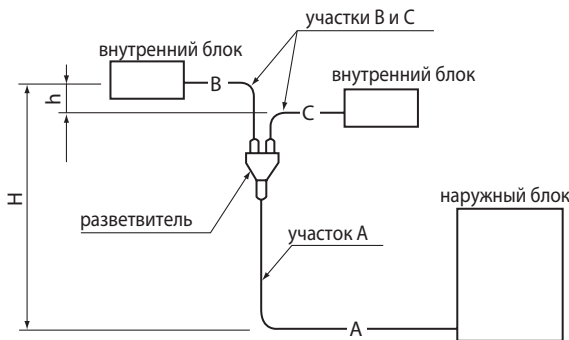 участки В и С
внутренний блок
внутренний блок
В
h
С
Н
наружный блок
разветвитель
участок А
А